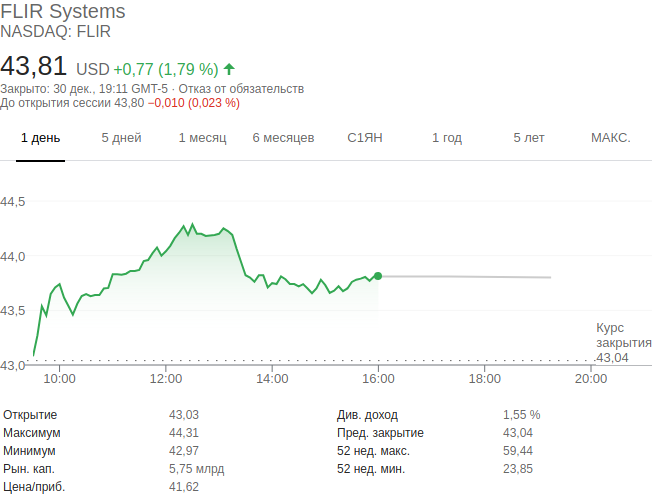 FLIR Systems
NASDAQ: FLIR
43,81 USD +0,77 (1,79 %)
Закрыто: 30 дек., 19:11 GMT-5 · Отказ от обязательств
До открытия сессии 43,80 −0,010 (0,023 %)
1 день 5 дней 1 месяц 6 месяцев С1ЯН 1 год 5 лет МАКС.
44,5
44,0
43,5
43,0
Курс
закрытия
43,04
10:00 12:00 14:00 16:00 18:00 20:00
Открытие 43,03 Див. доход 1,55 %
Максимум 44,31 Пред. закрытие 43,04
Минимум 42,97 52 нед. макс. 59,44
Рын. кап. 5,75 млрд 52 нед. мин. 23,85
Цена/приб. 41,62